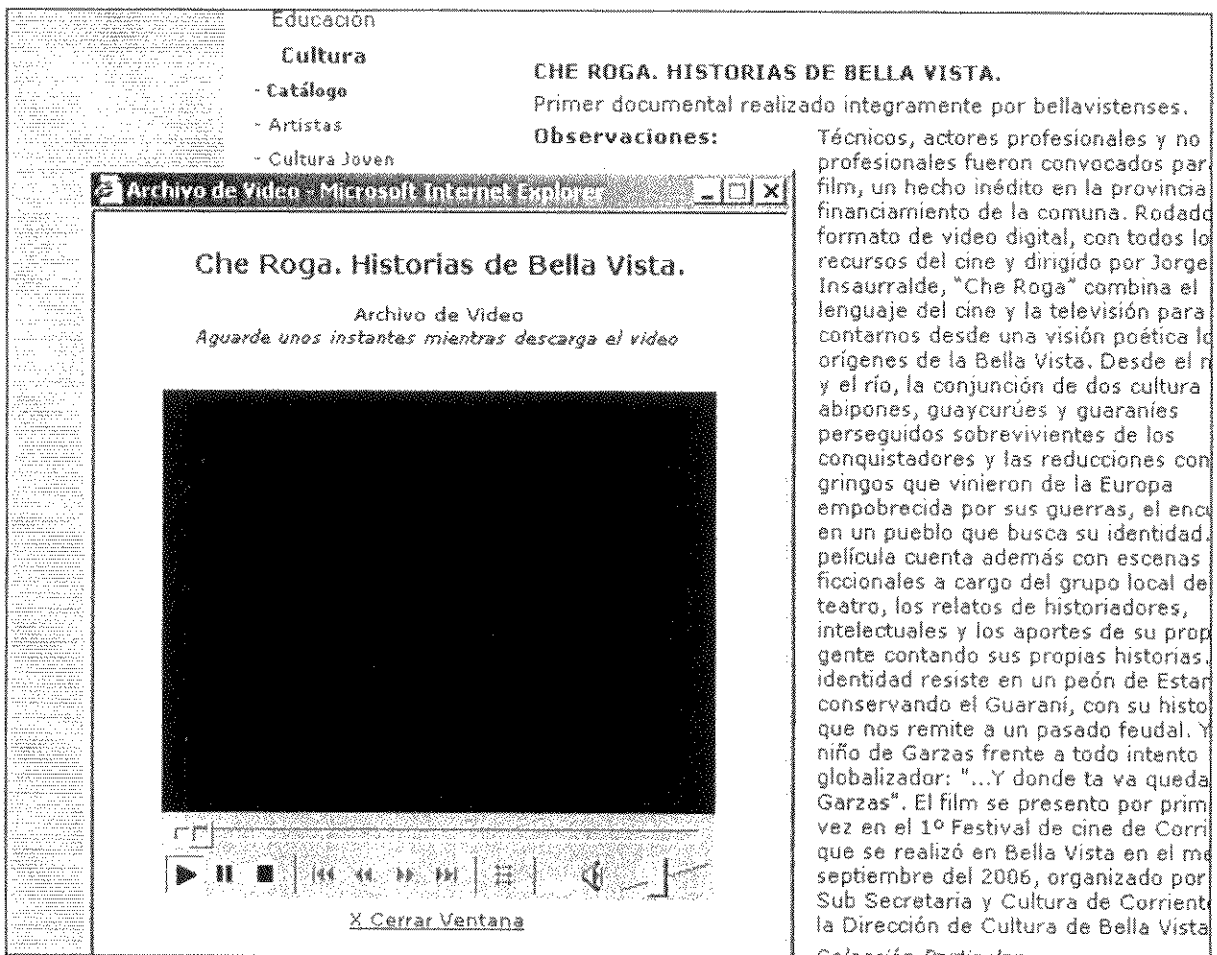 Educación
Cultura
- Catálogo
- Artistas
- Cultura Joven
CHE ROGA. HISTORIAS DE BELLA VISTA.
Primer documental realizado integramente por bellavistenses.
Observaciones:
Técnicos, actores profesionales y no
profesionales fueron convocados par
film, un hecho inédito en la provincia
financiamiento de la comuna. Rodado
formato de video digital, con todos lo
recursos del cine y dirigido por Jorge
Insaurralde, "Che Roga" combina el
lenguaje del cine y la televisión para
contarnos desde una visión poética lo
orígenes de la Bella Vista. Desde el
y el río, la conjunción de dos cultura
abipones, guaycurúes y guaraníes
perseguidos sobrevivientes de los
conquistadores y las reducciones con
gringos que vinieron de la Europa
empobrecida por sus guerras, el
en un pueblo que busca su identidad.
película cuenta además con escenas
ficcionales a cargo del grupo local de
teatro, los relatos de historiadores,
intelectuales y los aportes de su prop
gente contando sus propias historias.
identidad resiste en un peón de
conservando el Guaraní, con su histo
que nos remite a un pasado feudal. Y
niño de Garzas frente a todo intento
globalizador: "...Y donde ta va queda
Garzas". El film se presento por prim
vez en el 1º Festival de cine de Corri
que se realizó en Bella Vista en el me
septiembre del 2006, organizado por
Sub Secretaria y Cultura de Corriente
la Dirección de Cultura de Bella Vista
Archivo de Video - Microsoft Internet Explorer
Che Roga. Historias de Bella Vista.
Archivo de Video
Aguarde unos instantes mientras descarga el video
X Cerrar Ventana